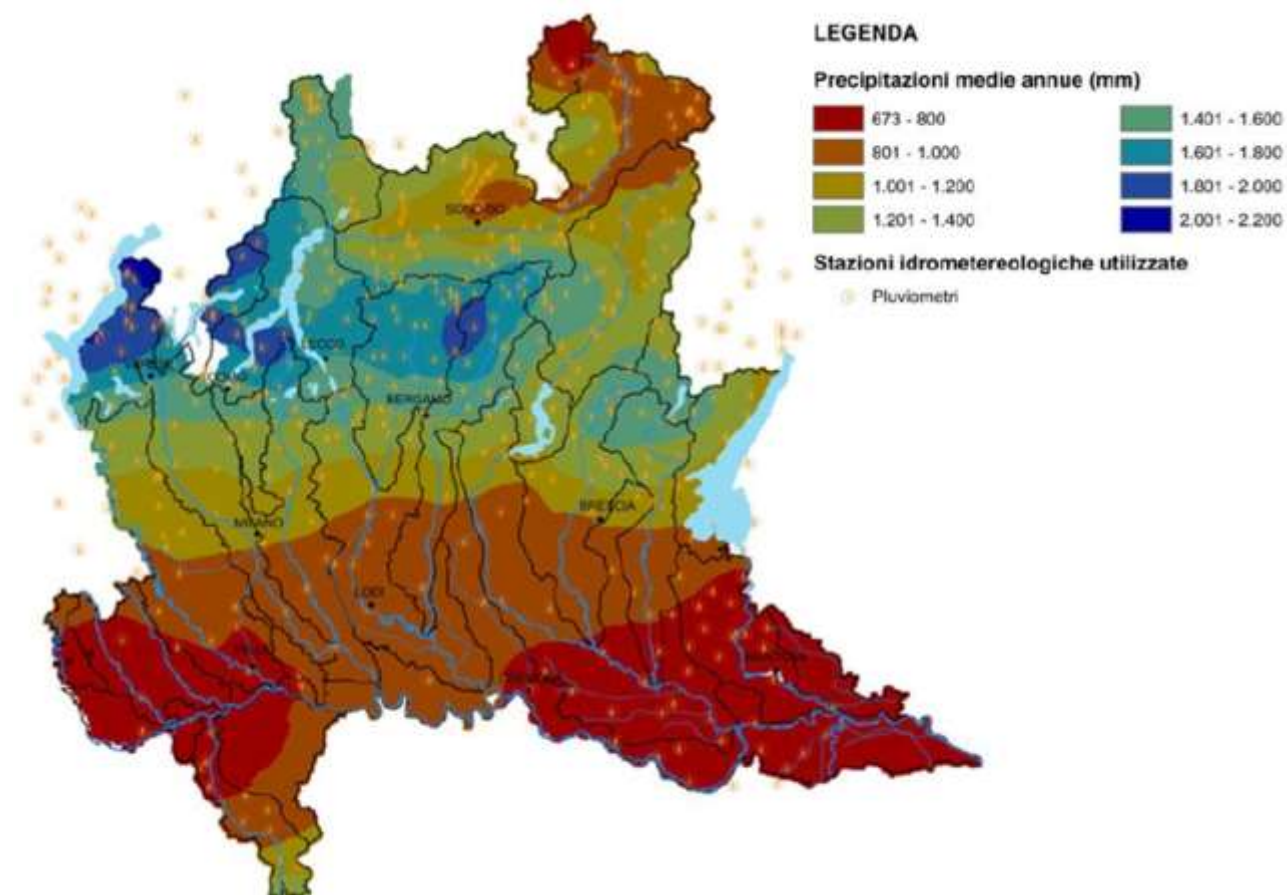 LEGENDA
Precipitazioni medie annue (mm)
673 - 800
801 - 1.000
1.001 - 1.200
1.201 - 1.400
1.401 - 1.600
1.601 - 1.800
1.801 - 2.000
2.001 - 2.200
Stazioni idrometereologiche utilizzate
Pluviometri
SONDRIO
LECCO
COMO
BERGAMO
BRESCIA
MILANO
LODI